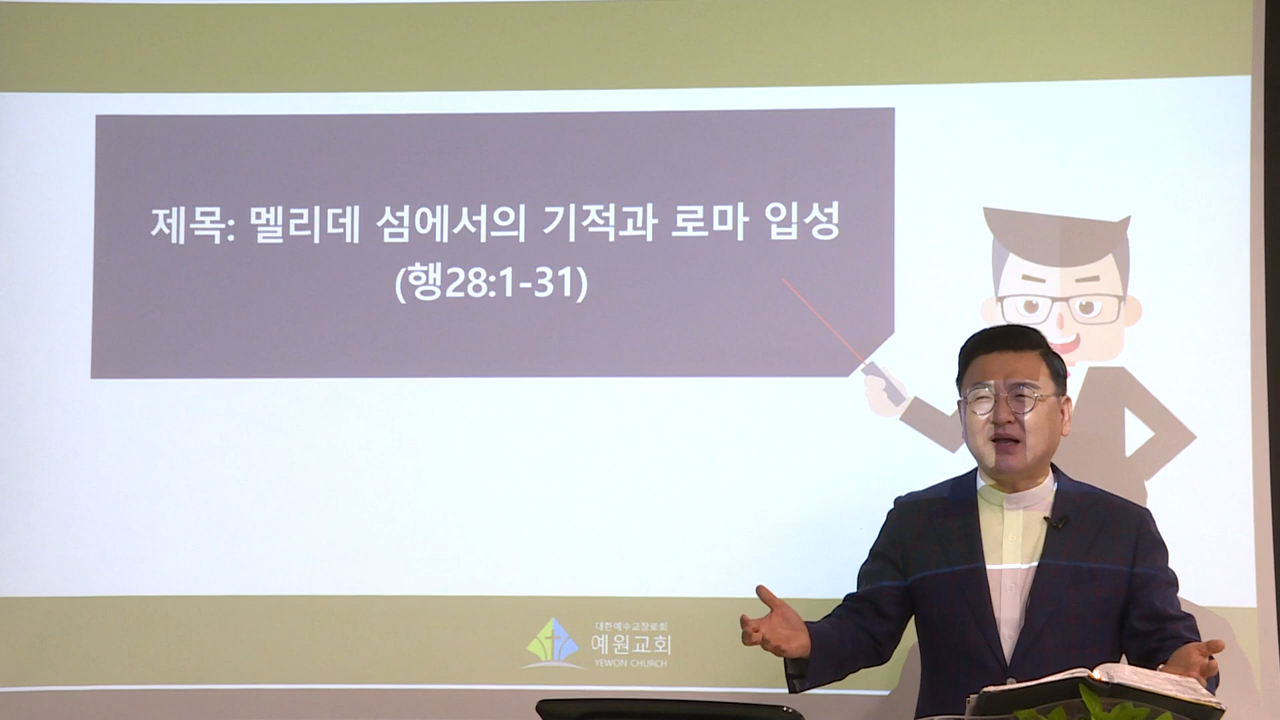 제목: 멜리데 섬에서의 기적과 로마 입성
(행28:1-31)
대한예수교장로회
예원교회
YEWON CHURCH